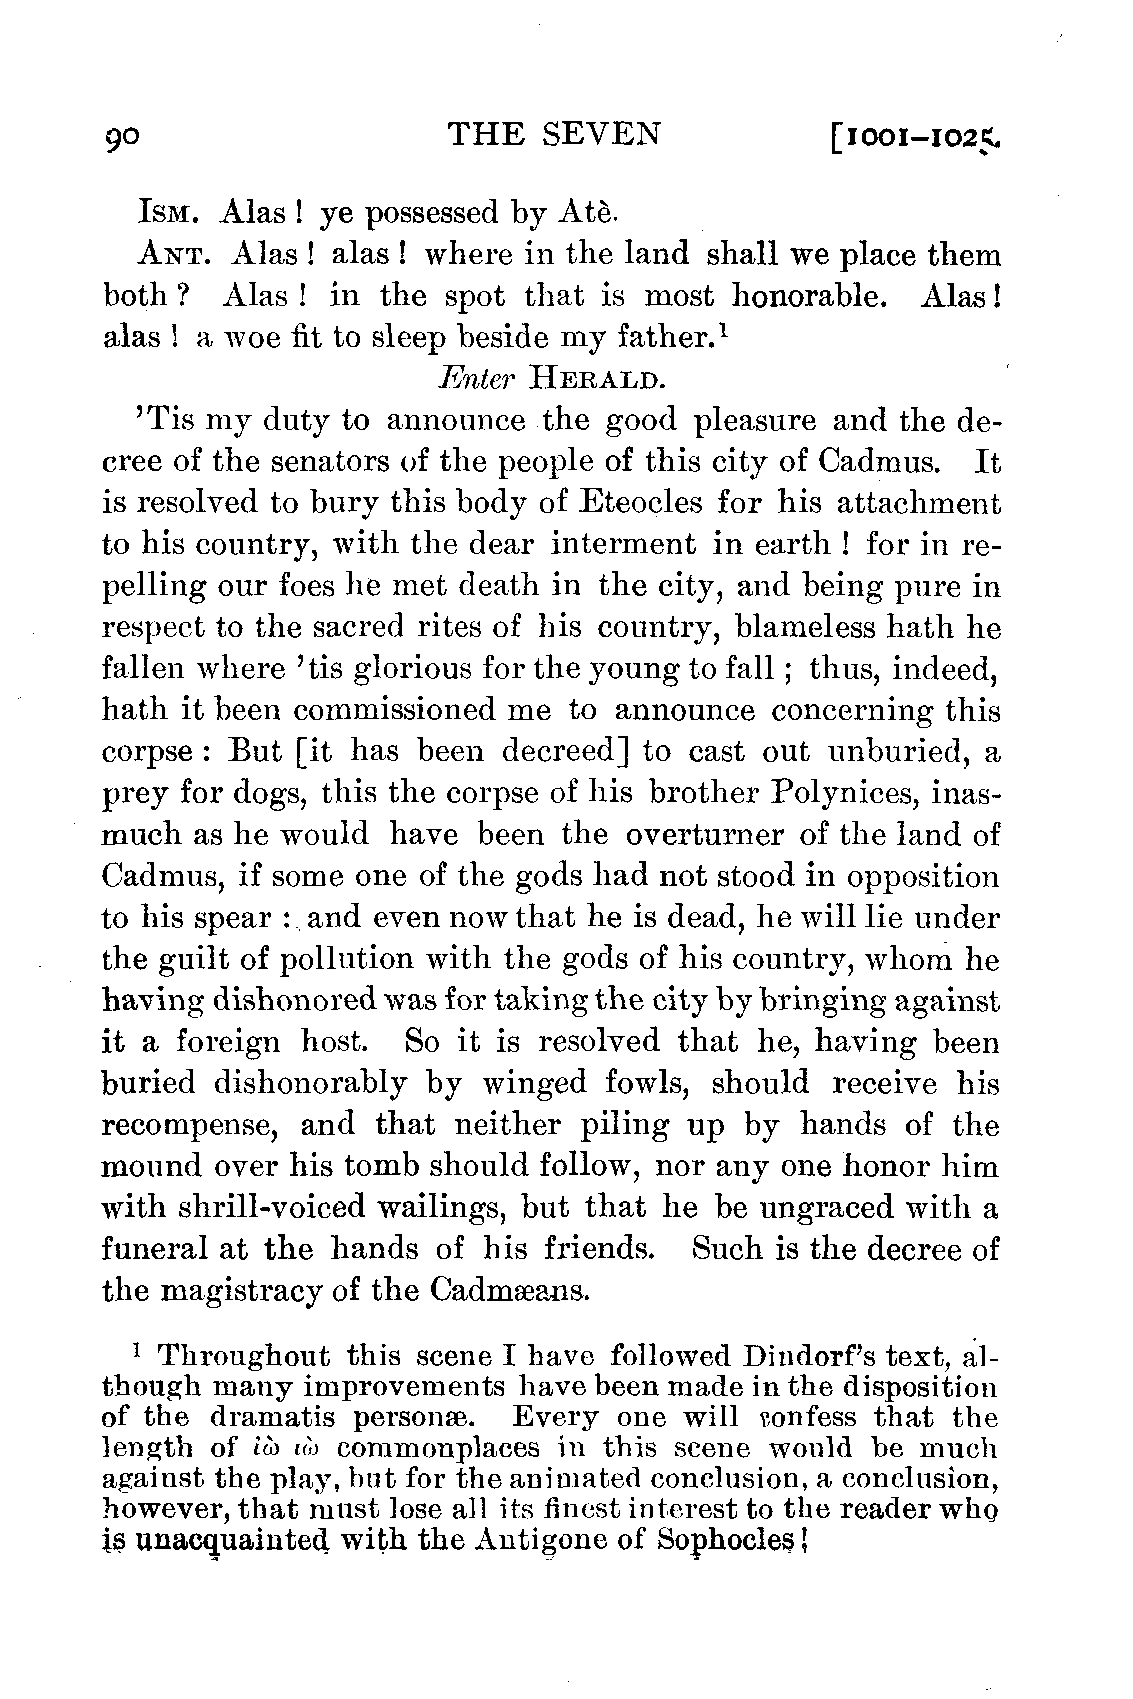 90 THE SEVEN [1001–1025.
ISM. Alas ! ye possessed by Atè.
ANT. Alas ! alas ! where in the land shall we place them
both ? Alas ! in the spot that is most honorable. Alas !
alas ! a woe fit to sleep beside my father.¹
Enter HERALD.
’Tis my duty to announce the good pleasure and the de-
cree of the senators of the people of this city of Cadmus. It
is resolved to bury this body of Eteocles for his attachment
to his country, with the dear interment in earth ! for in re-
pelling our foes he met death in the city, and being pure in
respect to the sacred rites of his country, blameless hath he
fallen where ’tis glorious for the young to fall ; thus, indeed,
hath it been commissioned me to announce concerning this
corpse : But [it has been decreed] to cast out unburied, a
prey for dogs, this the corpse of his brother Polynices, inas-
much as he would have been the overturner of the land of
Cadmus, if some one of the gods had not stood in opposition
to his spear : and even now that he is dead, he will lie under
the guilt of pollution with the gods of his country, whom he
having dishonored was for taking the city by bringing against
it a foreign host. So it is resolved that he, having been
buried dishonorably by winged fowls, should receive his
recompense, and that neither piling up by hands of the
mound over his tomb should follow, nor any one honor him
with shrill-voiced wailings, but that he be ungraced with a
funeral at the hands of his friends. Such is the decree of
the magistracy of the Cadmæans.
¹ Throughout this scene I have followed Dindorf’s text, al-
though many improvements have been made in the disposition
of the dramatis personæ. Every one will confess that the
length of ἰὼ ἰὼ commonplaces in this scene would be much
against the play, but for the animated conclusion, a conclusion,
however, that must lose all its finest interest to the reader who
is unacquainted with the Antigone of Sophocles !